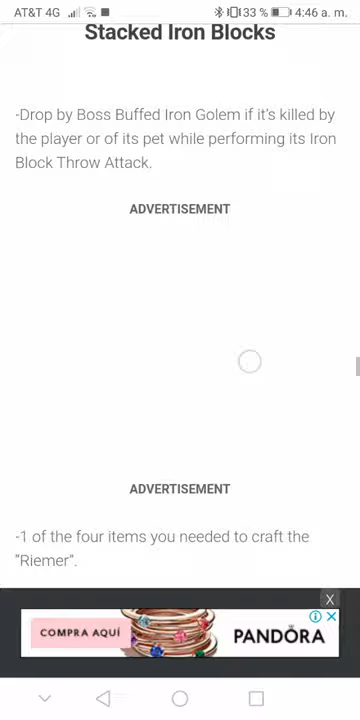 AT&T 4G 33 % 4:46 a. m.
Stacked Iron Blocks
-Drop by Boss Buffed Iron Golem if it's killed by
the player or of its pet while performing its Iron
Block Throw Attack.
ADVERTISEMENT
ADVERTISEMENT
-1 of the four items you needed to craft the
"Riemer".
X
COMPRA AQUÍ
PANDÖRA